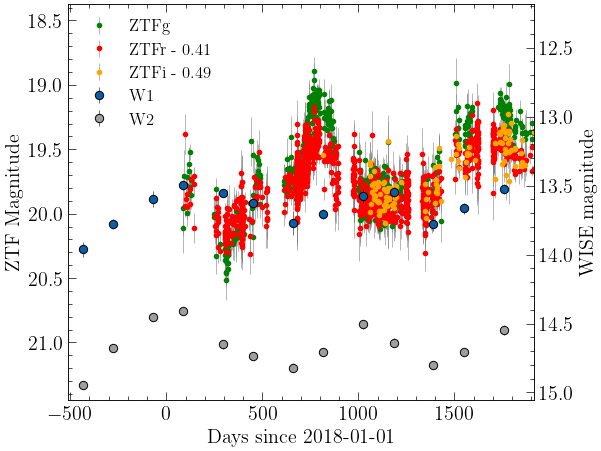 ZTFg
ZTFr - 0.41
ZTFi - 0.49
W1
W2
18.5
19.0
19.5
20.0
20.5
21.0
ZTF Magnitude
12.5
13.0
13.5
14.0
14.5
15.0
WISE magnitude
−500
0
500
1000
1500
Days since 2018-01-01